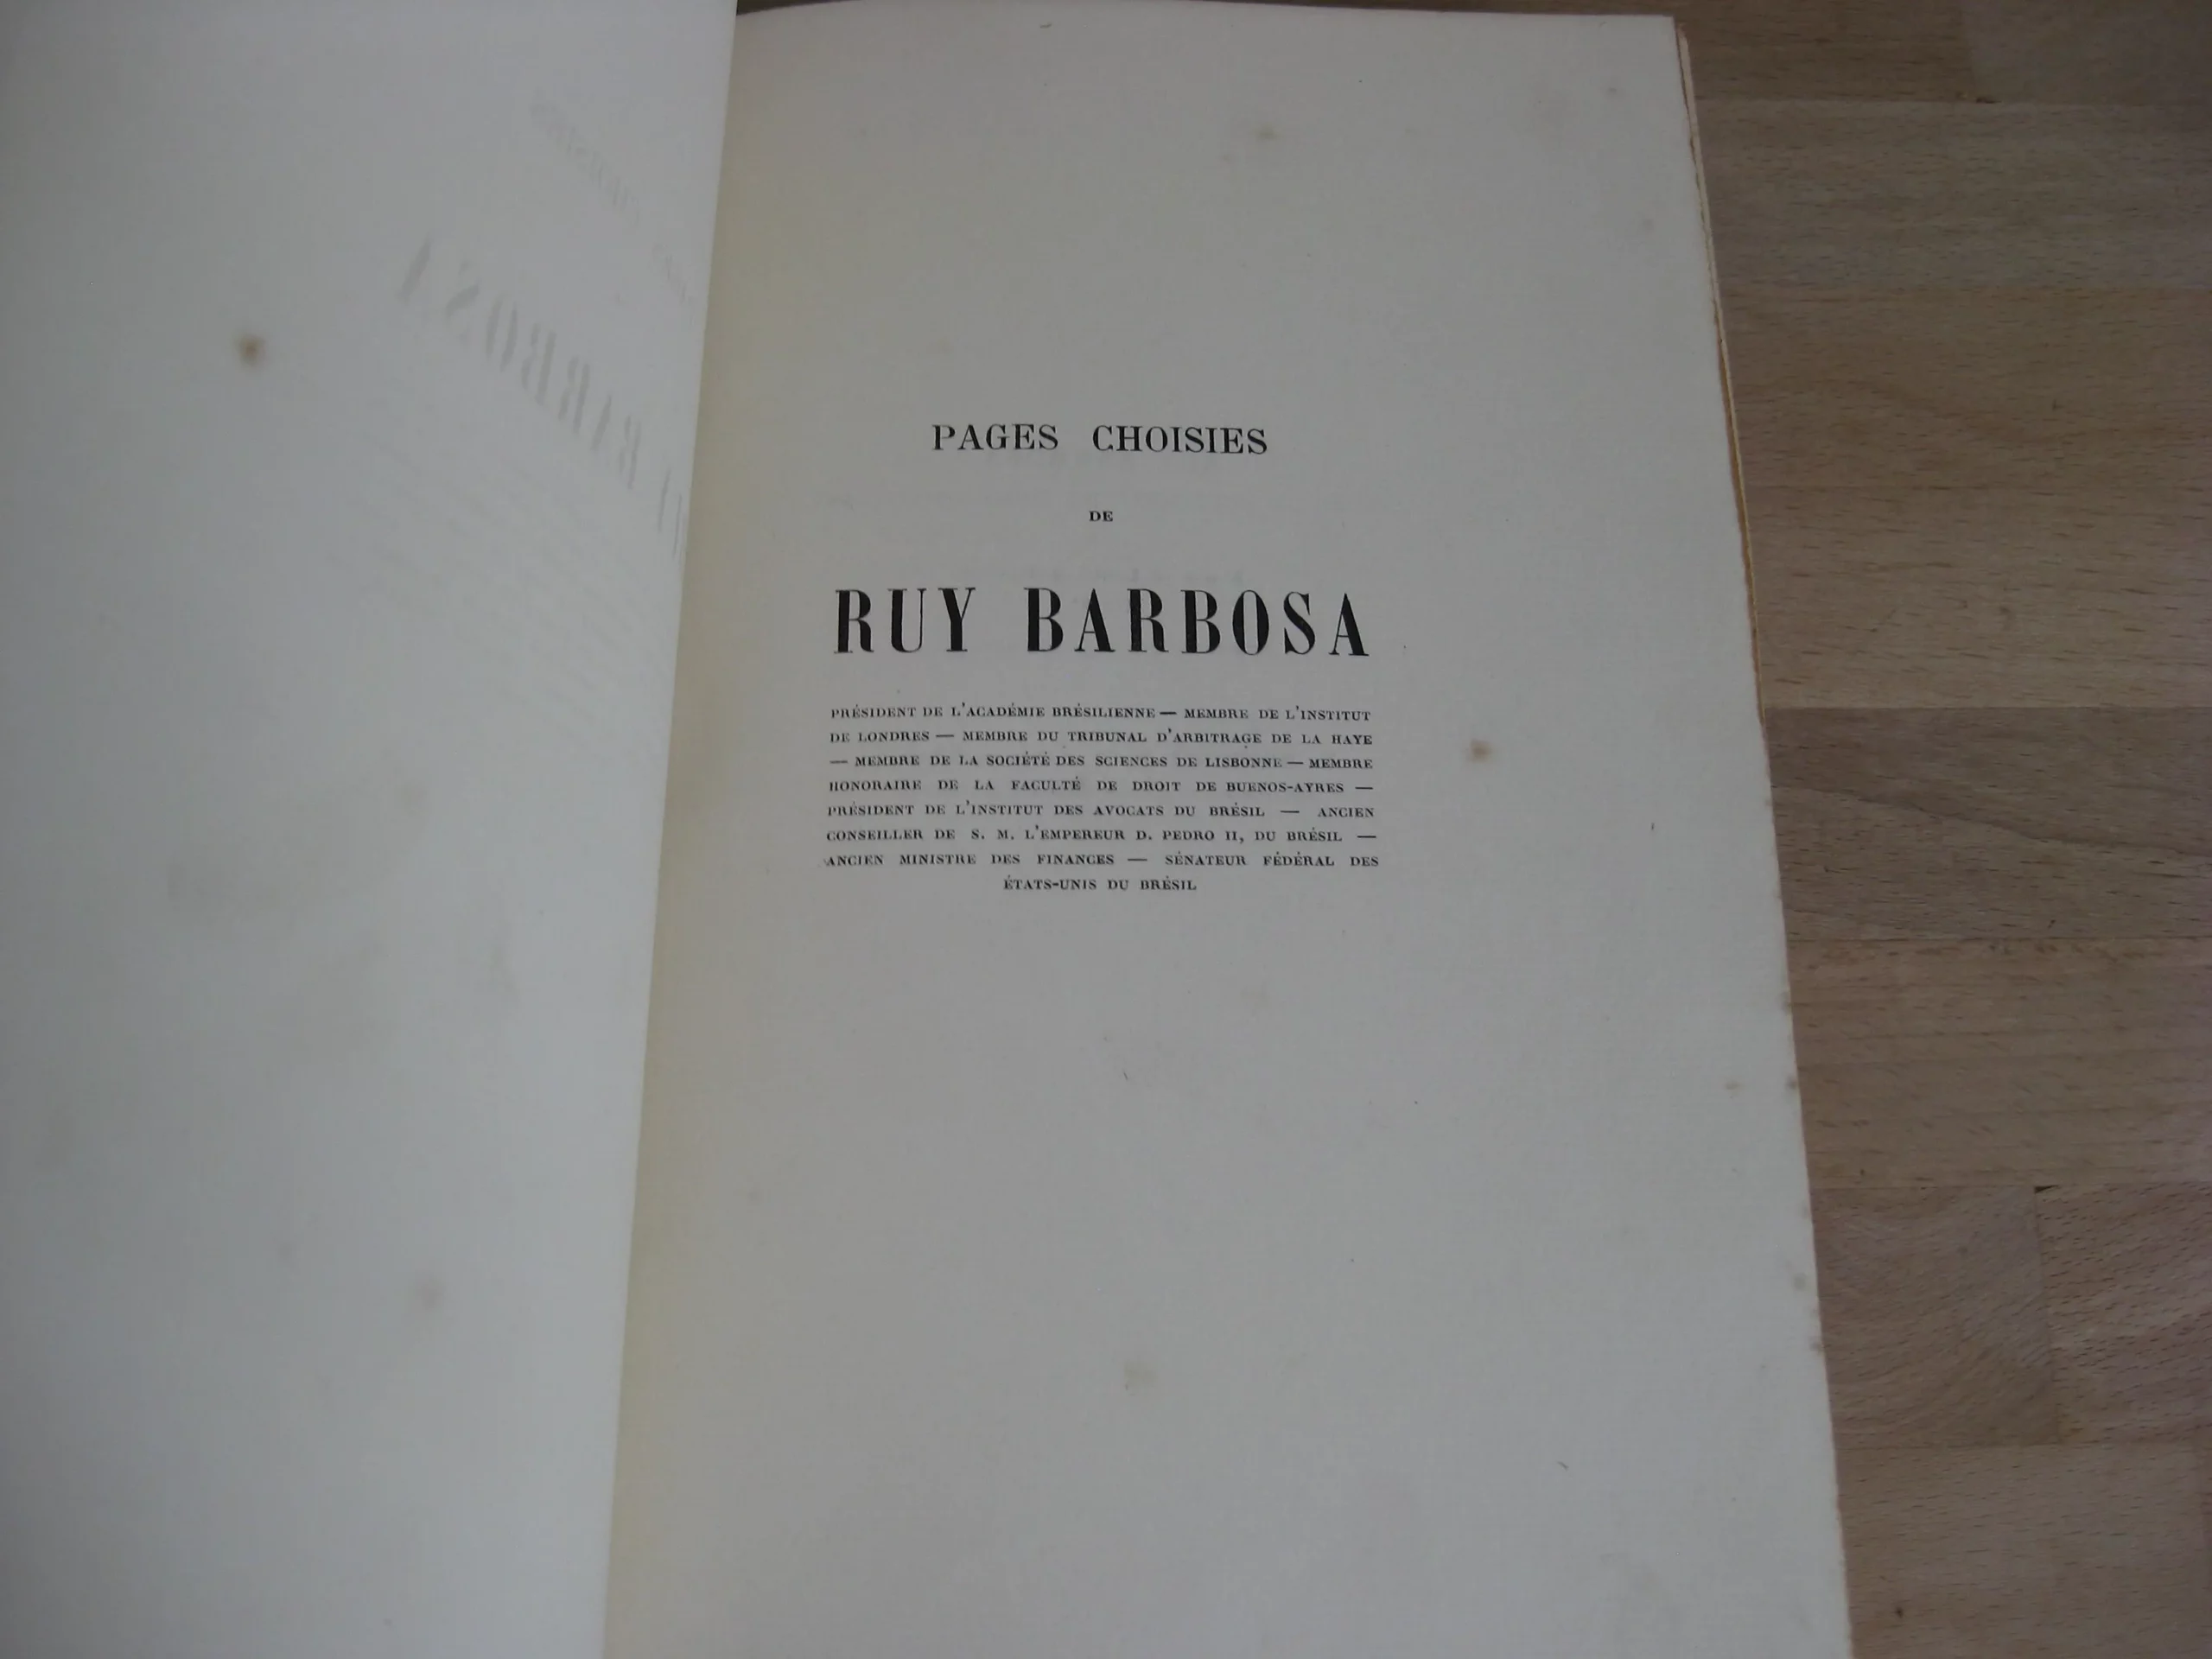 PAGES CHOISIES
DE
RUY BARBOSA
PRÉSIDENT DE L'ACADÉMIE BRÉSILIENNE — MEMBRE DE L'INSTITUT
DE LONDRES — MEMBRE DU TRIBUNAL D'ARBITRAGE DE LA HAYE
— MEMBRE DE LA SOCIÉTÉ DES SCIENCES DE LISBONNE — MEMBRE
HONORAIRE DE LA FACULTÉ DE DROIT DE BUENOS-AYRES —
PRÉSIDENT DE L'INSTITUT DES AVOCATS DU BRÉSIL — ANCIEN
CONSEILLER DE S. M. L'EMPEREUR D. PEDRO II, DU BRÉSIL —
ANCIEN MINISTRE DES FINANCES — SÉNATEUR FÉDÉRAL DES
ÉTATS-UNIS DU BRÉSIL